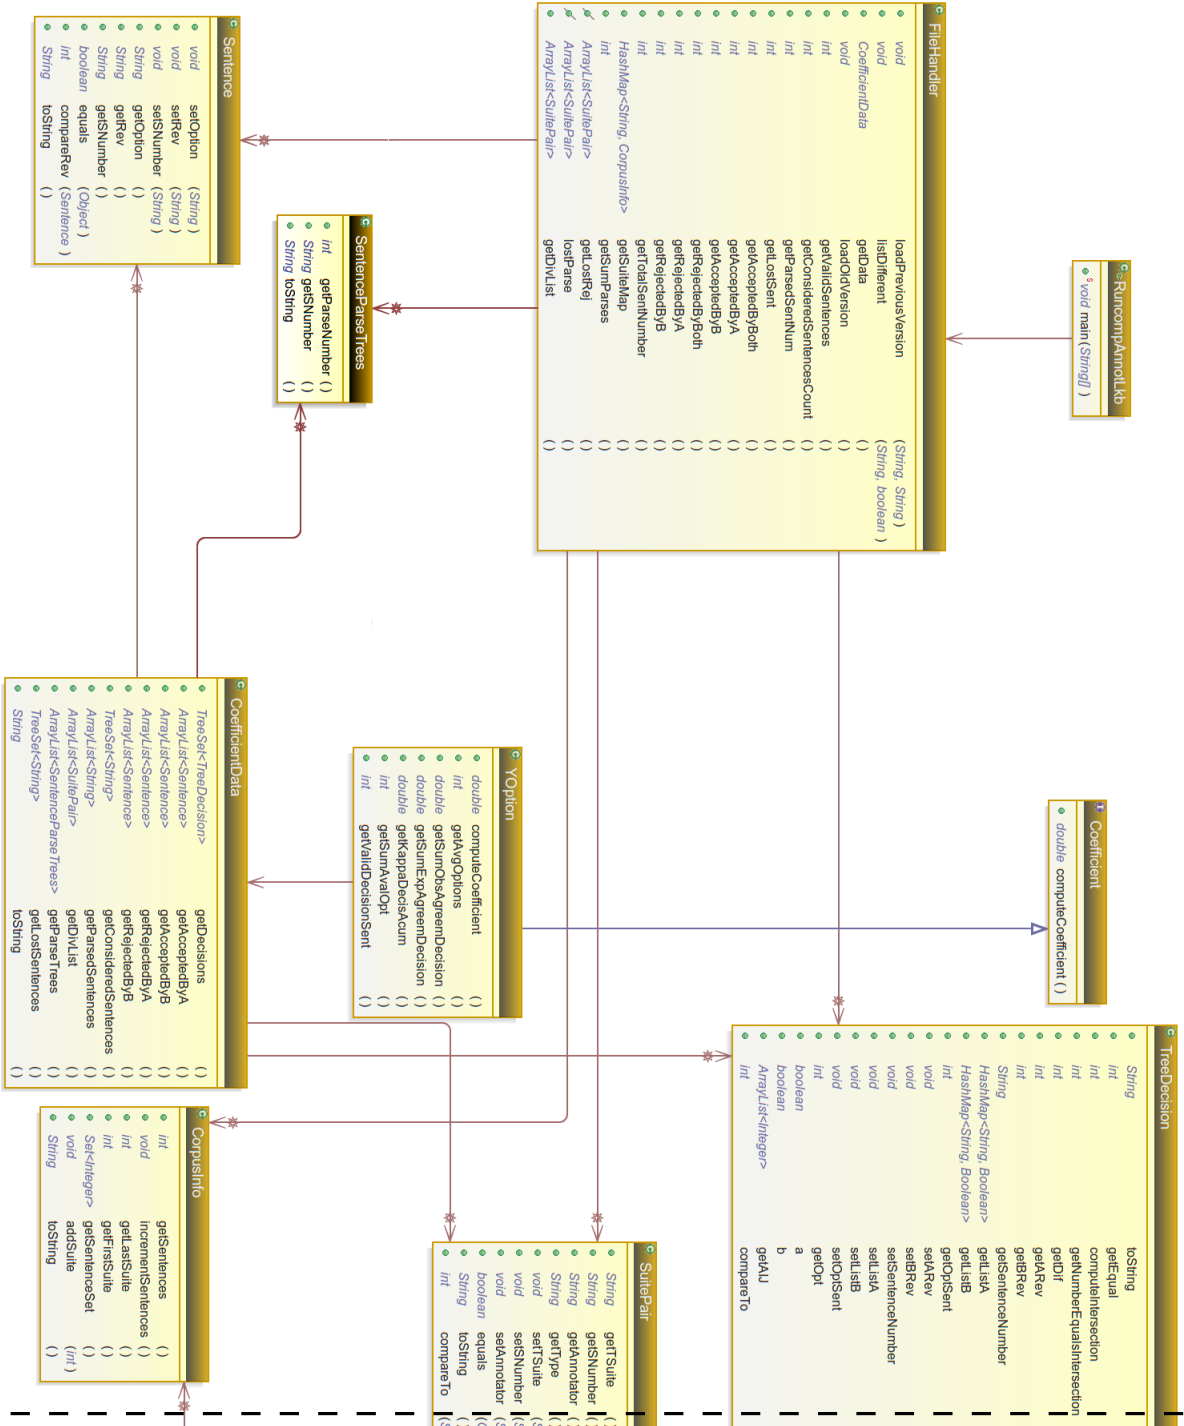 RuncompAnnotLkb
void main (String[] )
Coefficient
double computeCoefficient ( )
TreeDecision
String toString
int getEqual
int computeIntersection
int getNumberEqualsIntersection
int getDif
int getARev
int getBRev
String getSentenceNumber
HashMap<String, Boolean> getListA
HashMap<String, Boolean> getListB
int getOptSent
void setARev
void setBRev
void setSentenceNumber
void setListA
void setListB
void setOptSent
int getOpt
boolean a
boolean b
ArrayList<Integer> getAIJ
int compareTo
FileHandler
void loadPreviousVersion (String, String )
void listDifferent (String, boolean )
CoefficientData getData ( )
void loadOldVersion ( )
int getValidSentences ( )
int getConsideredSentencesCount ( )
int getParsedSentNum ( )
int getLostSent ( )
int getAcceptedByBoth ( )
int getAcceptedByA ( )
int getAcceptedByB ( )
int getRejectedByBoth ( )
int getRejectedByA ( )
int getRejectedByB ( )
int getTotalSentNumber ( )
HashMap<String, CorpusInfo> getSuiteMap ( )
int getSumParses ( )
ArrayList<SuitePair> getLostRej ( )
ArrayList<SuitePair> lostParse ( )
ArrayList<SuitePair> getDivList ( )
SuitePair
String getTSuite (
String getSNumber (
String getAnnotator (
String getType (
void setTSuite
void setSNumber
void setAnnotator
boolean equals
String toString (
int compareTo
YOption
double computeCoefficient ( )
int getAvgOptions ( )
double getSumObsAgreemDecision ( )
double getSumExpAgreemDecision ( )
double getKappaDecisAcum ( )
int getSumAvalOpt ( )
int getValidDecisionSent ( )
SentenceParseTrees
int getParseNumber ( )
String getSNumber ( )
String toString ( )
Sentence
void setOption (String )
void setRev (String )
void setSNumber (String )
String getOption ( )
String getRev ( )
String getSNumber ( )
boolean equals (Object )
int compareRev (Sentence )
String toString ( )
CoefficientData
TreeSet<TreeDecision> getDecisions ( )
ArrayList<Sentence> getAcceptedByA ( )
ArrayList<Sentence> getAcceptedByB ( )
ArrayList<Sentence> getRejectedByA ( )
ArrayList<Sentence> getRejectedByB ( )
TreeSet<String> getConsideredSentences ( )
ArrayList<String> getParsedSentences ( )
ArrayList<SuitePair> getDivList ( )
ArrayList<SentenceParseTrees> getParseTrees ( )
TreeSet<String> getLostSentences ( )
String toString ( )
CorpusInfo
int getSentences ( )
void incrementSentences ( )
int getLastSuite ( )
int getFirstSuite ( )
Set<Integer> getSentenceSet ( )
void addSuite (int )
String toString ( )